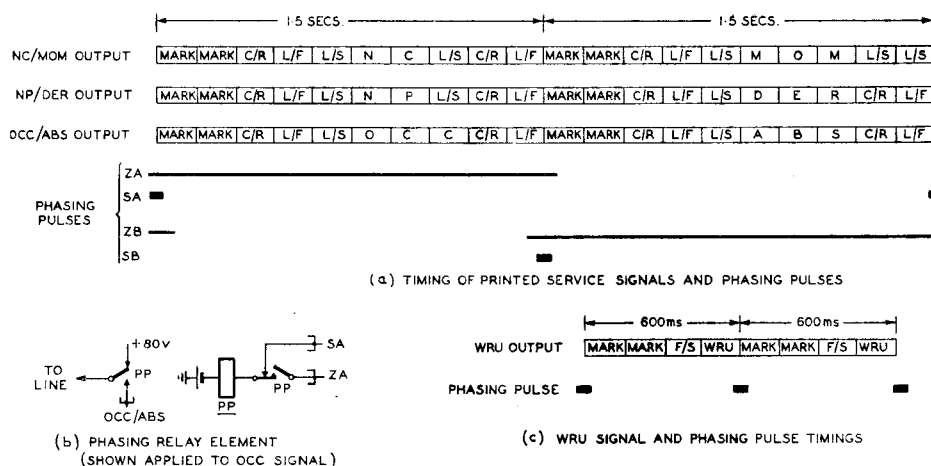 1·5 SECS. 1·5 SECS.
NC/MOM OUTPUT MARK MARK C/R L/F L/S N C L/S C/R L/F MARK MARK C/R L/F L/S M O M L/S L/S
NP/DER OUTPUT MARK MARK C/R L/F L/S N P L/S C/R L/F MARK MARK C/R L/F L/S D E R C/R L/F
OCC/ABS OUTPUT MARK MARK C/R L/F L/S O C C C/R L/F MARK MARK C/R L/F L/S A B S C/R L/F
PHASING PULSES
ZA
SA
ZB
SB
(a) TIMING OF PRINTED SERVICE SIGNALS AND PHASING PULSES
+80V
TO LINE
PP
OCC/ABS
PP
PP
SA
ZA
(b) PHASING RELAY ELEMENT
(SHOWN APPLIED TO OCC SIGNAL)
600ms 600ms
WRU OUTPUT MARK MARK F/S WRU MARK MARK F/S WRU
PHASING PULSE
(c) WRU SIGNAL AND PHASING PULSE TIMINGS